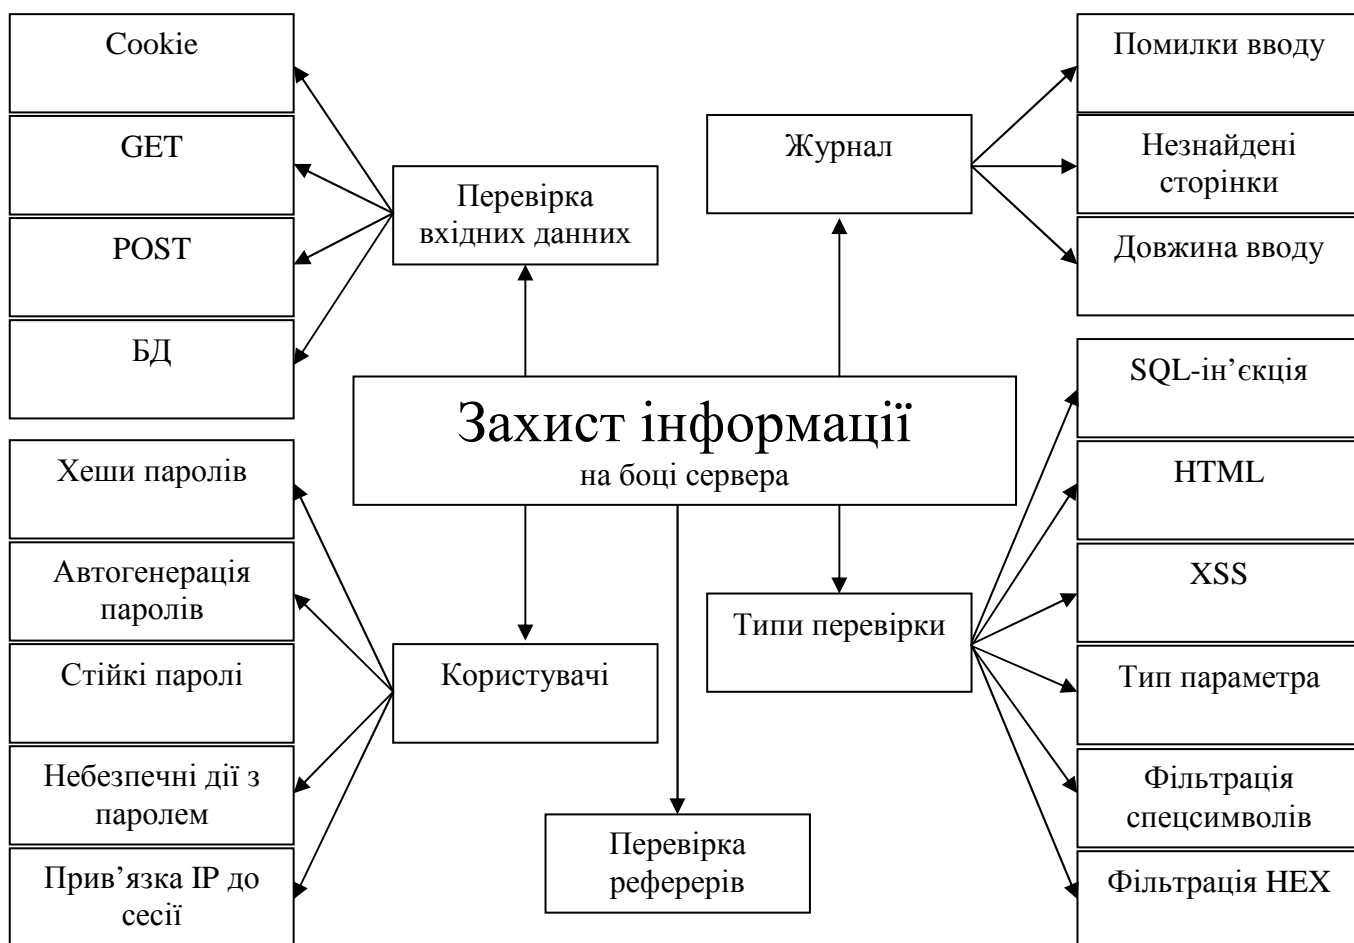 Cookie
GET
POST
БД
Перевірка
вхідних данних
Журнал
Помилки вводу
Незнайдені
сторінки
Довжина вводу
Захист інформації
на боці сервера
Хеши паролів
Автогенерація
паролів
Стійкі паролі
Небезпечні дії з
паролем
Прив’язка IP до
сесії
Користувачі
Перевірка
реферерів
Типи перевірки
SQL-ін’єкція
HTML
XSS
Тип параметра
Фільтрація
спецсимволів
Фільтрація HEX